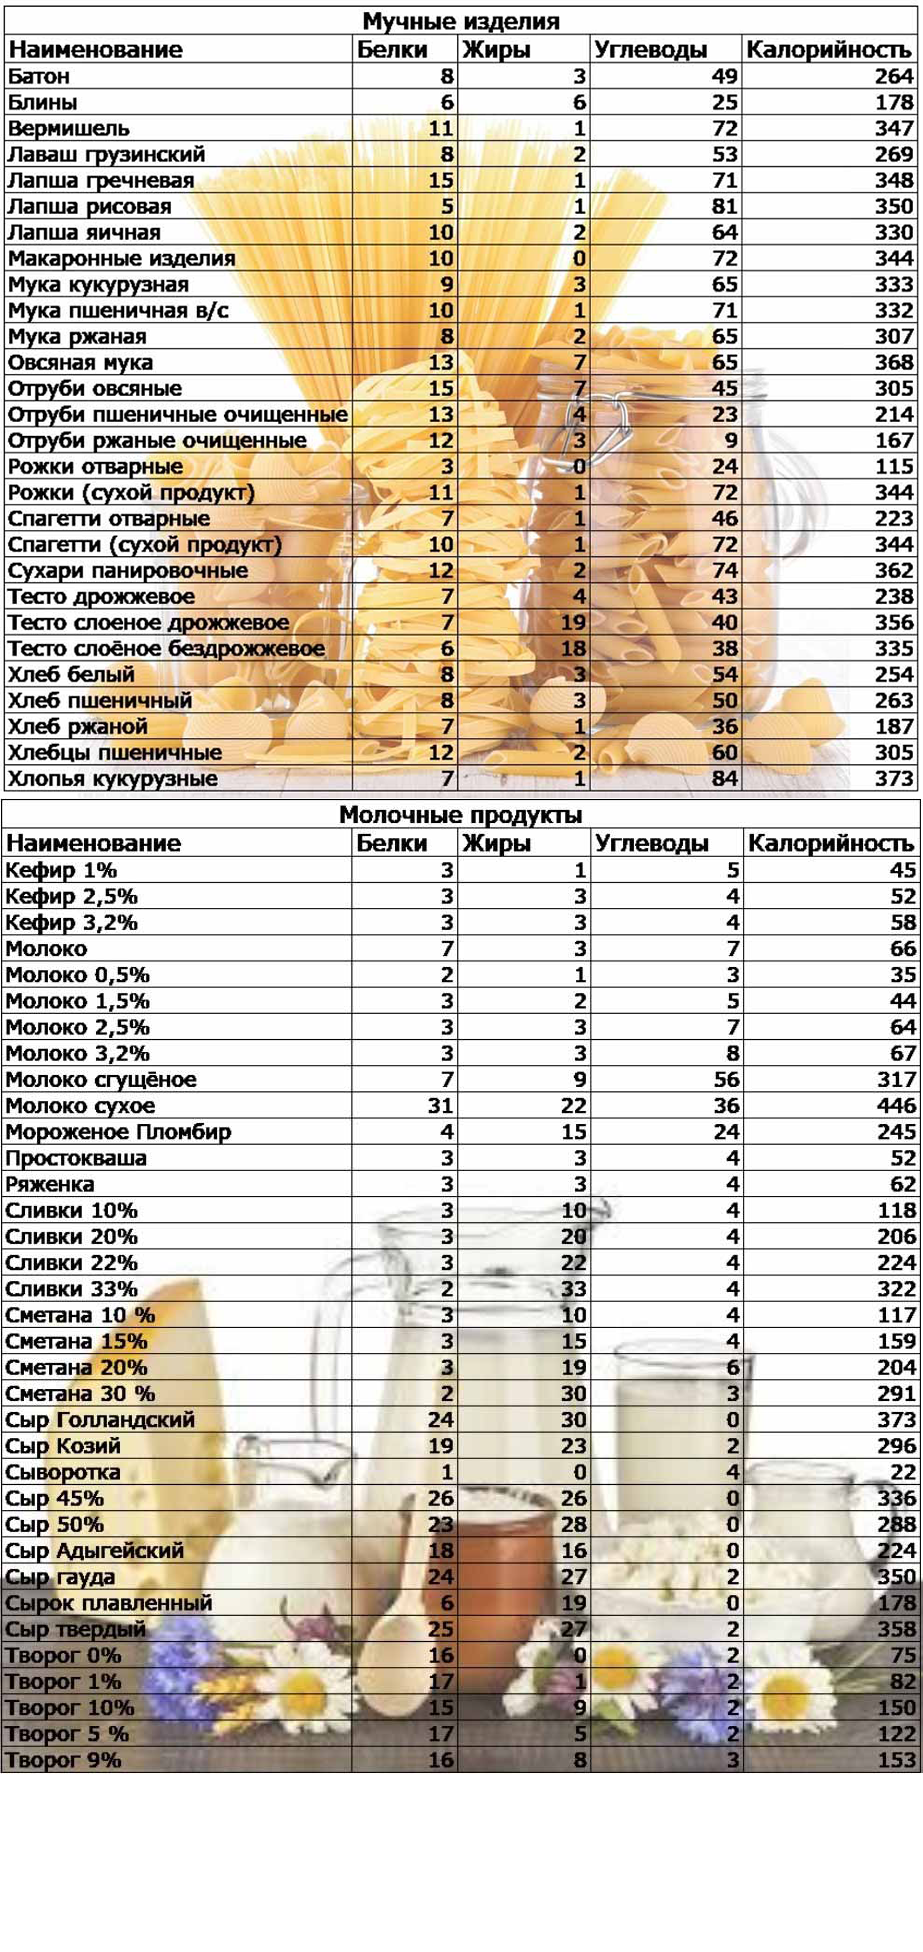 Мучные изделия
Наименование Белки Жиры Углеводы Калорийность
Батон 8 3 49 264
Блины 6 6 25 178
Вермишель 11 1 72 347
Лаваш грузинский 8 2 53 269
Лапша гречневая 15 1 71 348
Лапша рисовая 5 1 81 350
Лапша яичная 10 2 64 330
Макаронные изделия 10 0 72 344
Мука кукурузная 9 3 65 333
Мука пшеничная в/с 10 1 71 332
Мука ржаная 8 2 65 307
Овсяная мука 13 7 65 368
Отруби овсяные 15 7 45 305
Отруби пшеничные очищенные 13 4 23 214
Отруби ржаные очищенные 12 3 9 167
Рожки отварные 3 0 24 115
Рожки (сухой продукт) 11 1 72 344
Спагетти отварные 7 1 46 223
Спагетти (сухой продукт) 10 1 72 344
Сухари панировочные 12 2 74 362
Тесто дрожжевое 7 4 43 238
Тесто слоеное дрожжевое 7 19 40 356
Тесто слоёное бездрожжевое 6 18 38 335
Хлеб белый 8 3 54 254
Хлеб пшеничный 8 3 50 263
Хлеб ржаной 7 1 36 187
Хлебцы пшеничные 12 2 60 305
Хлопья кукурузные 7 1 84 373
Молочные продукты
Наименование Белки Жиры Углеводы Калорийность
Кефир 1% 3 1 5 45
Кефир 2,5% 3 3 4 52
Кефир 3,2% 3 3 4 58
Молоко 7 3 7 66
Молоко 0,5% 2 1 3 35
Молоко 1,5% 3 2 5 44
Молоко 2,5% 3 3 7 64
Молоко 3,2% 3 3 8 67
Молоко сгущёное 7 9 56 317
Молоко сухое 31 22 36 446
Мороженое Пломбир 4 15 24 245
Простокваша 3 3 4 52
Ряженка 3 3 4 62
Сливки 10% 3 10 4 118
Сливки 20% 3 20 4 206
Сливки 22% 3 22 4 224
Сливки 33% 2 33 4 322
Сметана 10 % 3 10 4 117
Сметана 15% 3 15 4 159
Сметана 20% 3 19 6 204
Сметана 30 % 2 30 3 291
Сыр Голландский 24 30 0 373
Сыр Козий 19 23 2 296
Сыворотка 1 0 4 22
Сыр 45% 26 26 0 336
Сыр 50% 23 28 0 288
Сыр Адыгейский 18 16 0 224
Сыр гауда 24 27 2 350
Сырок плавленный 6 19 0 178
Сыр твердый 25 27 2 358
Творог 0% 16 0 2 75
Творог 1% 17 1 2 82
Творог 10% 15 9 2 150
Творог 5 % 17 5 2 122
Творог 9% 16 8 3 153